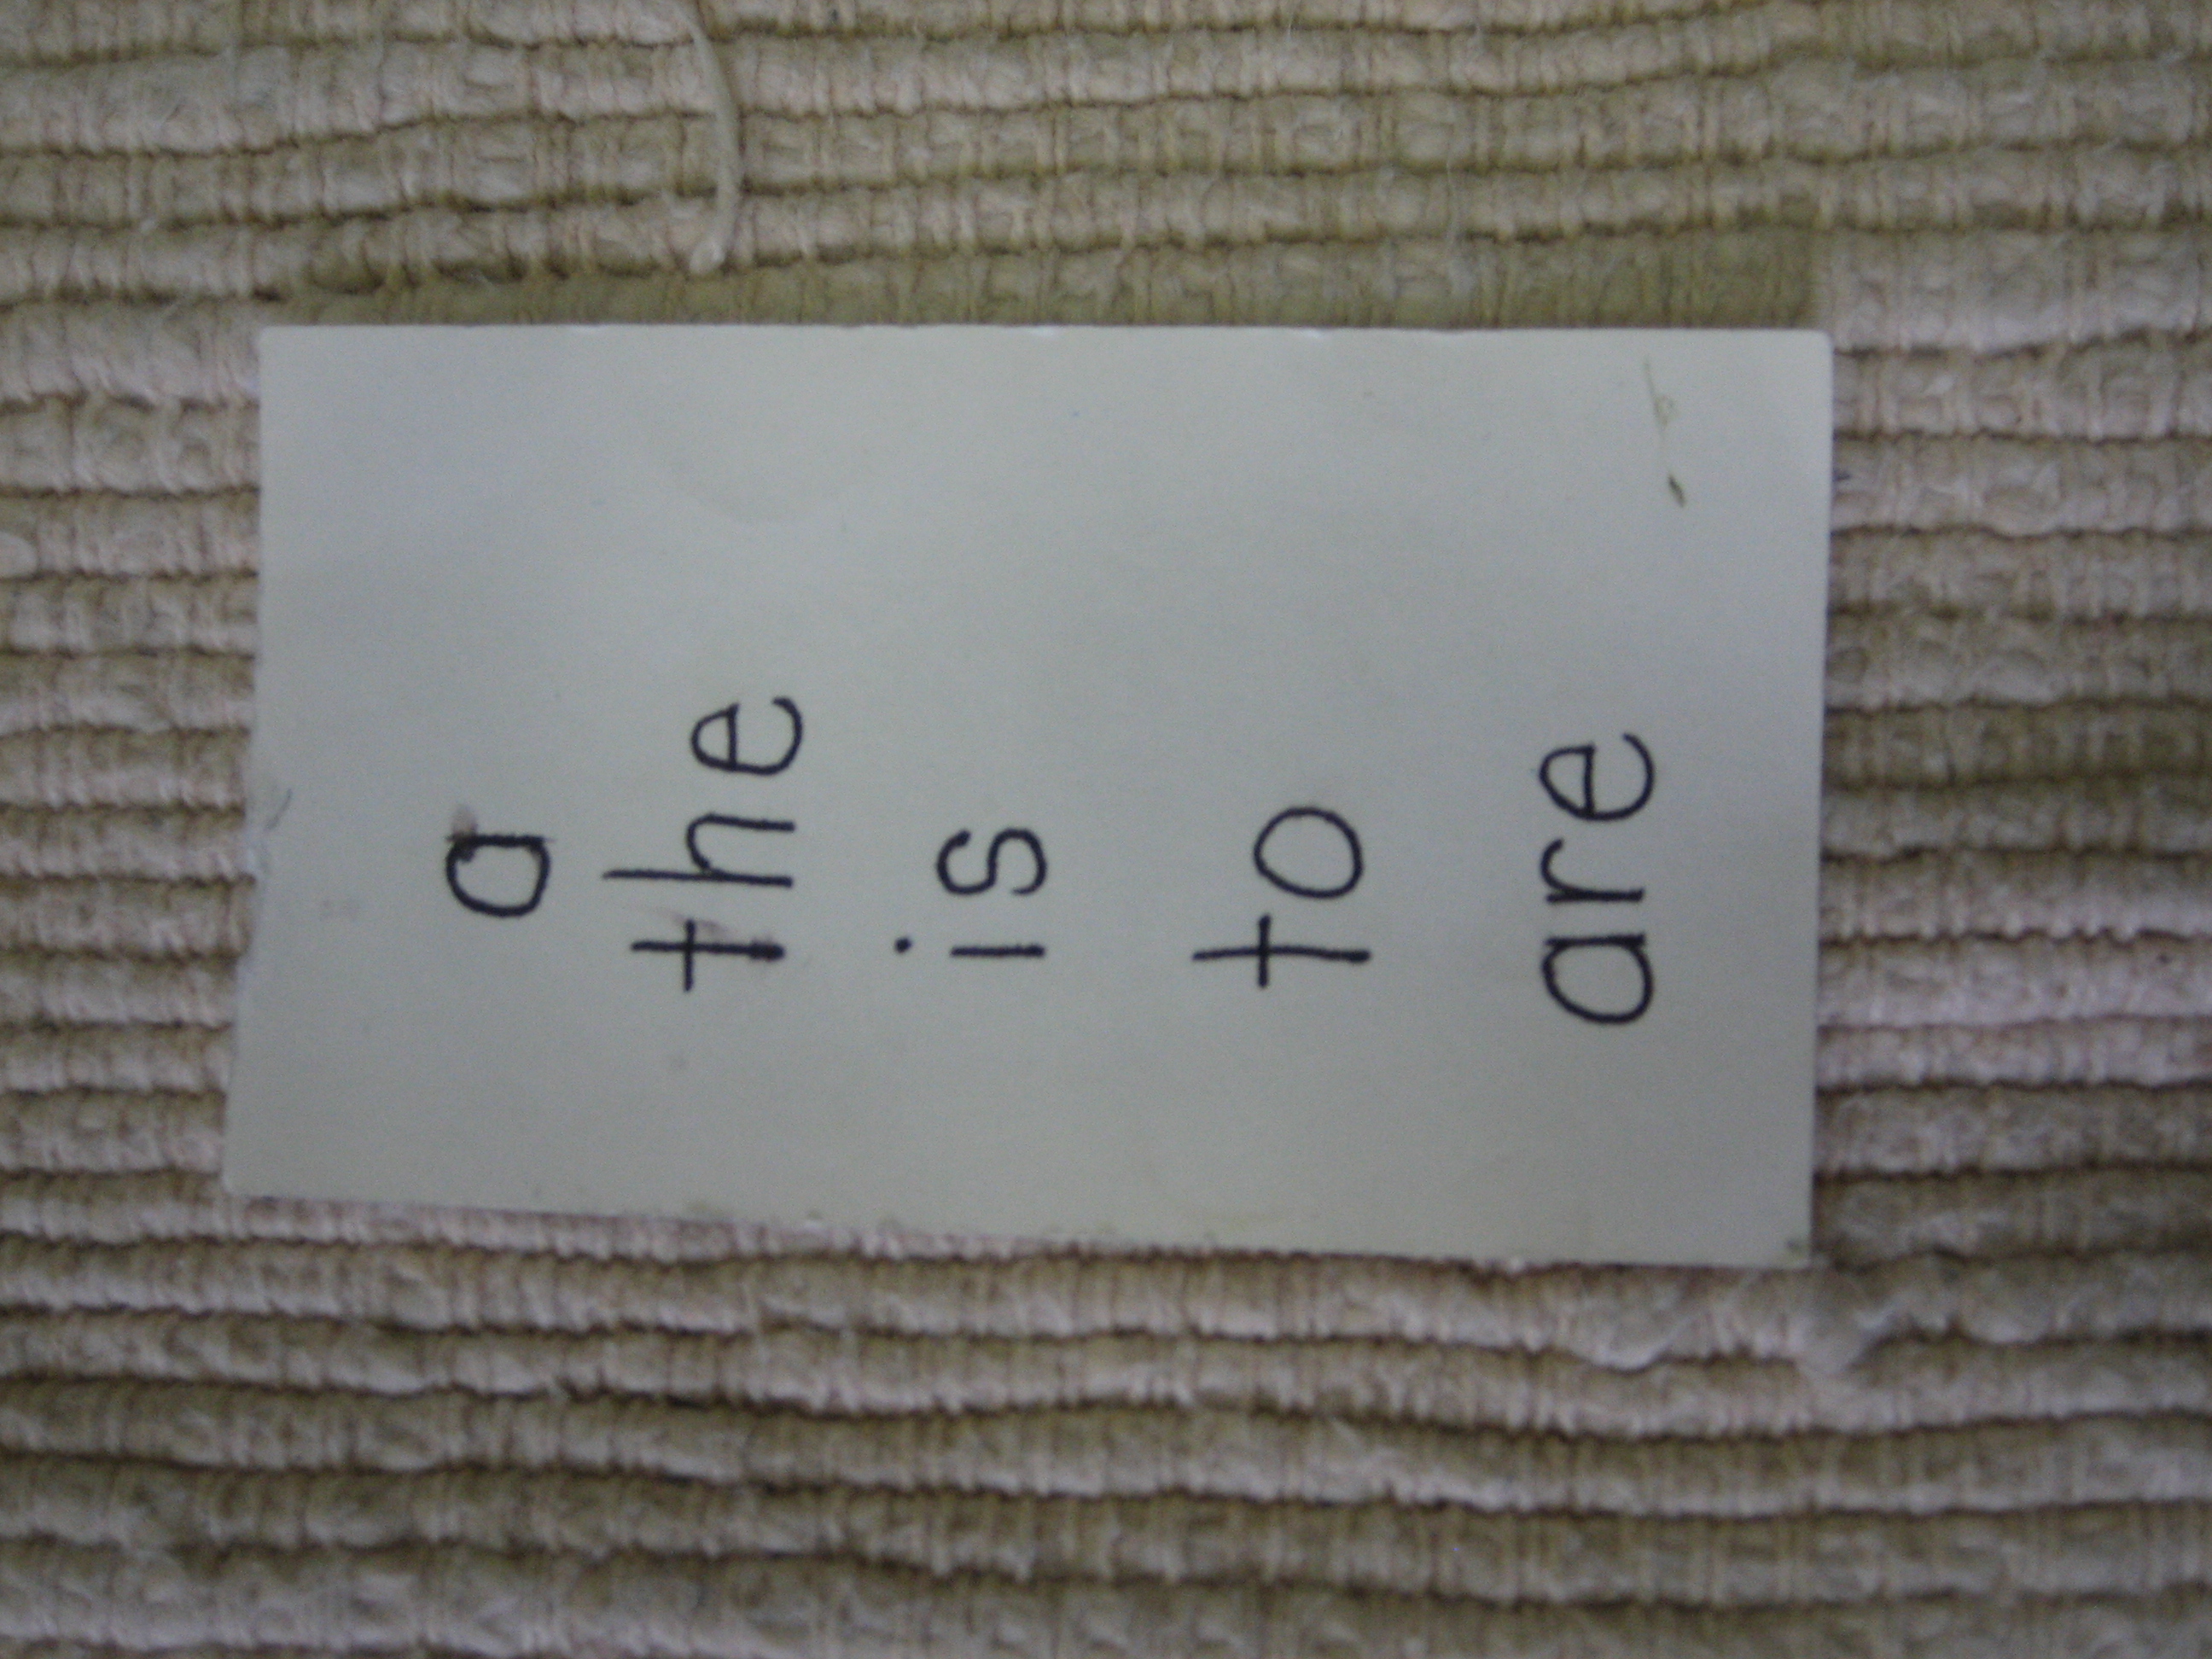 a
the
is
to
are